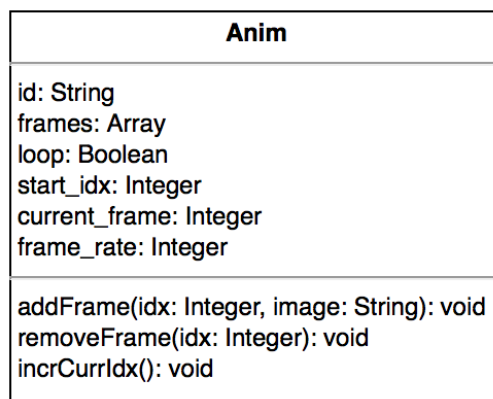 Anim
id: String
frames: Array
loop: Boolean
start_idx: Integer
current_frame: Integer
frame_rate: Integer
addFrame(idx: Integer, image: String): void
removeFrame(idx: Integer): void
incrCurrIdx(): void